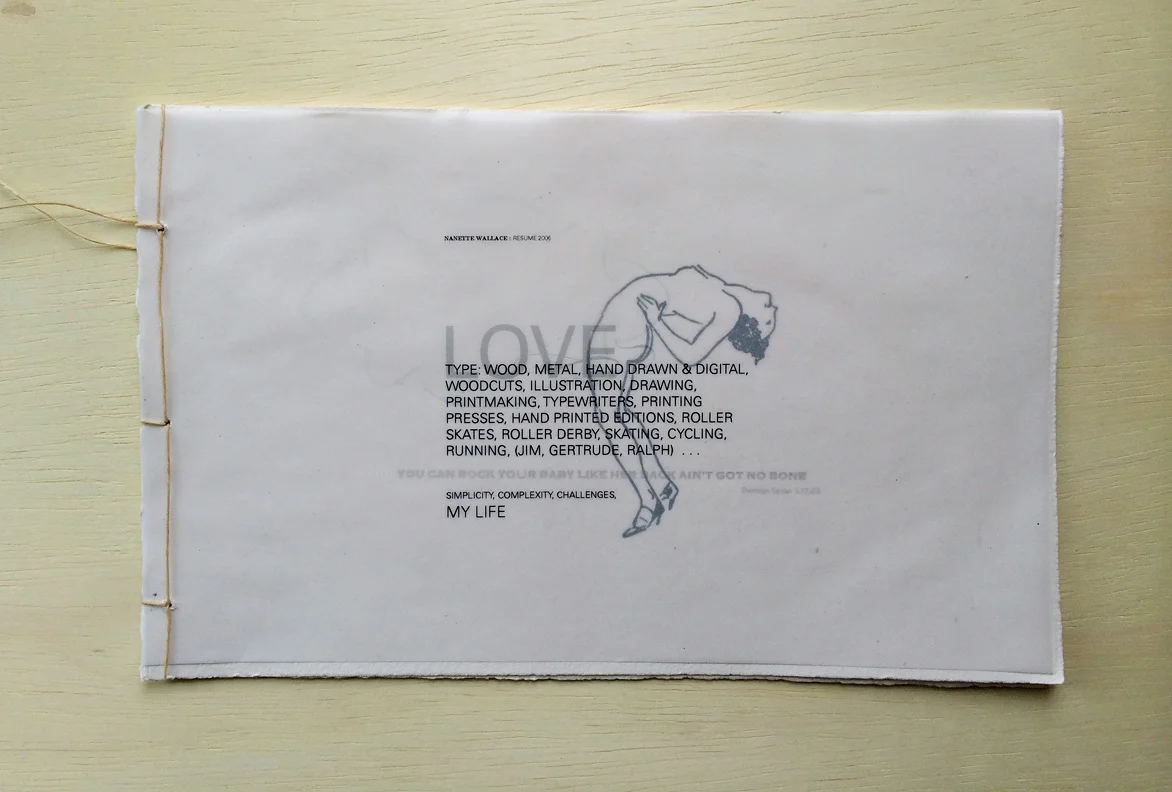 NANETTE WALLACE : RESUME 2006
LOVE
TYPE: WOOD, METAL, HAND DRAWN & DIGITAL,
WOODCUTS, ILLUSTRATION, DRAWING,
PRINTMAKING, TYPEWRITERS, PRINTING
PRESSES, HAND PRINTED EDITIONS, ROLLER
SKATES, ROLLER DERBY, SKATING, CYCLING,
RUNNING, (JIM, GERTRUDE, RALPH) . . .
YOU CAN ROCK YOUR BABY LIKE HER BACK AIN'T GOT NO BONE
SIMPLICITY, COMPLEXITY, CHALLENGES,
MY LIFE